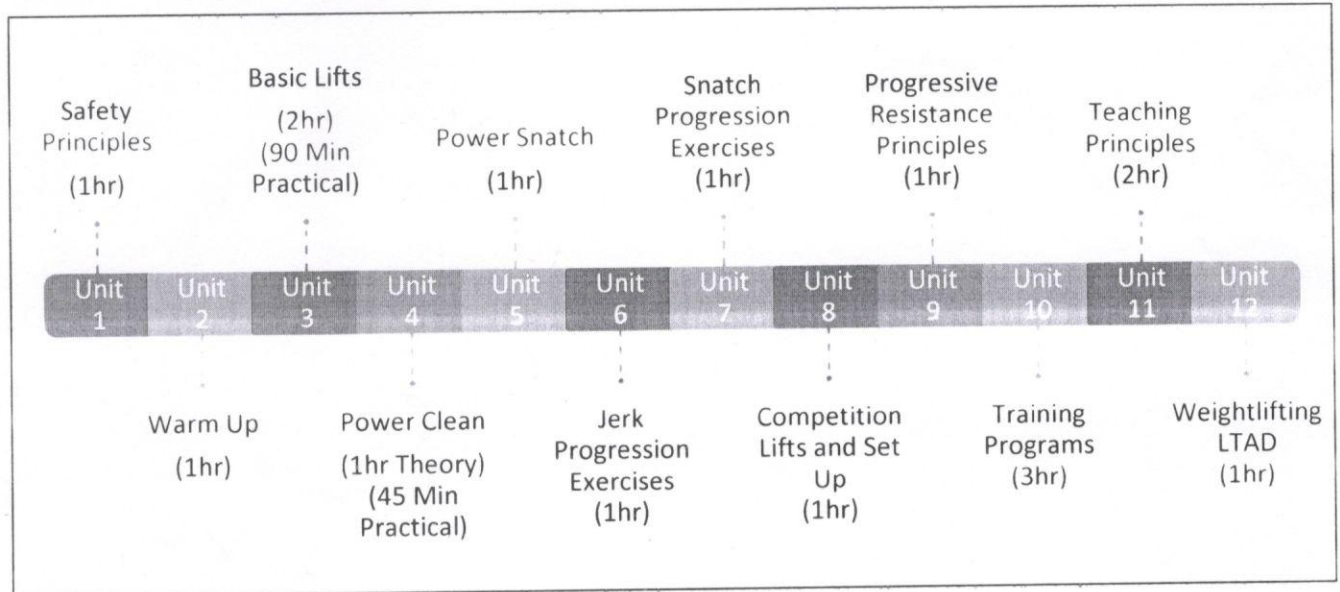 Safety
Principles
(1hr)
Basic Lifts
(2hr)
(90 Min
Practical)
Power Snatch
(1hr)
Snatch
Progression
Exercises
(1hr)
Progressive
Resistance
Principles
(1hr)
Teaching
Principles
(2hr)
Unit
1
Unit
2
Unit
3
Unit
4
Unit
5
Unit
6
Unit
7
Unit
8
Unit
9
Unit
10
Unit
11
Unit
12
Warm Up
(1hr)
Power Clean
(1hr Theory)
(45 Min
Practical)
Jerk
Progression
Exercises
(1hr)
Competition
Lifts and Set
Up
(1hr)
Training
Programs
(3hr)
Weightlifting
LTAD
(1hr)